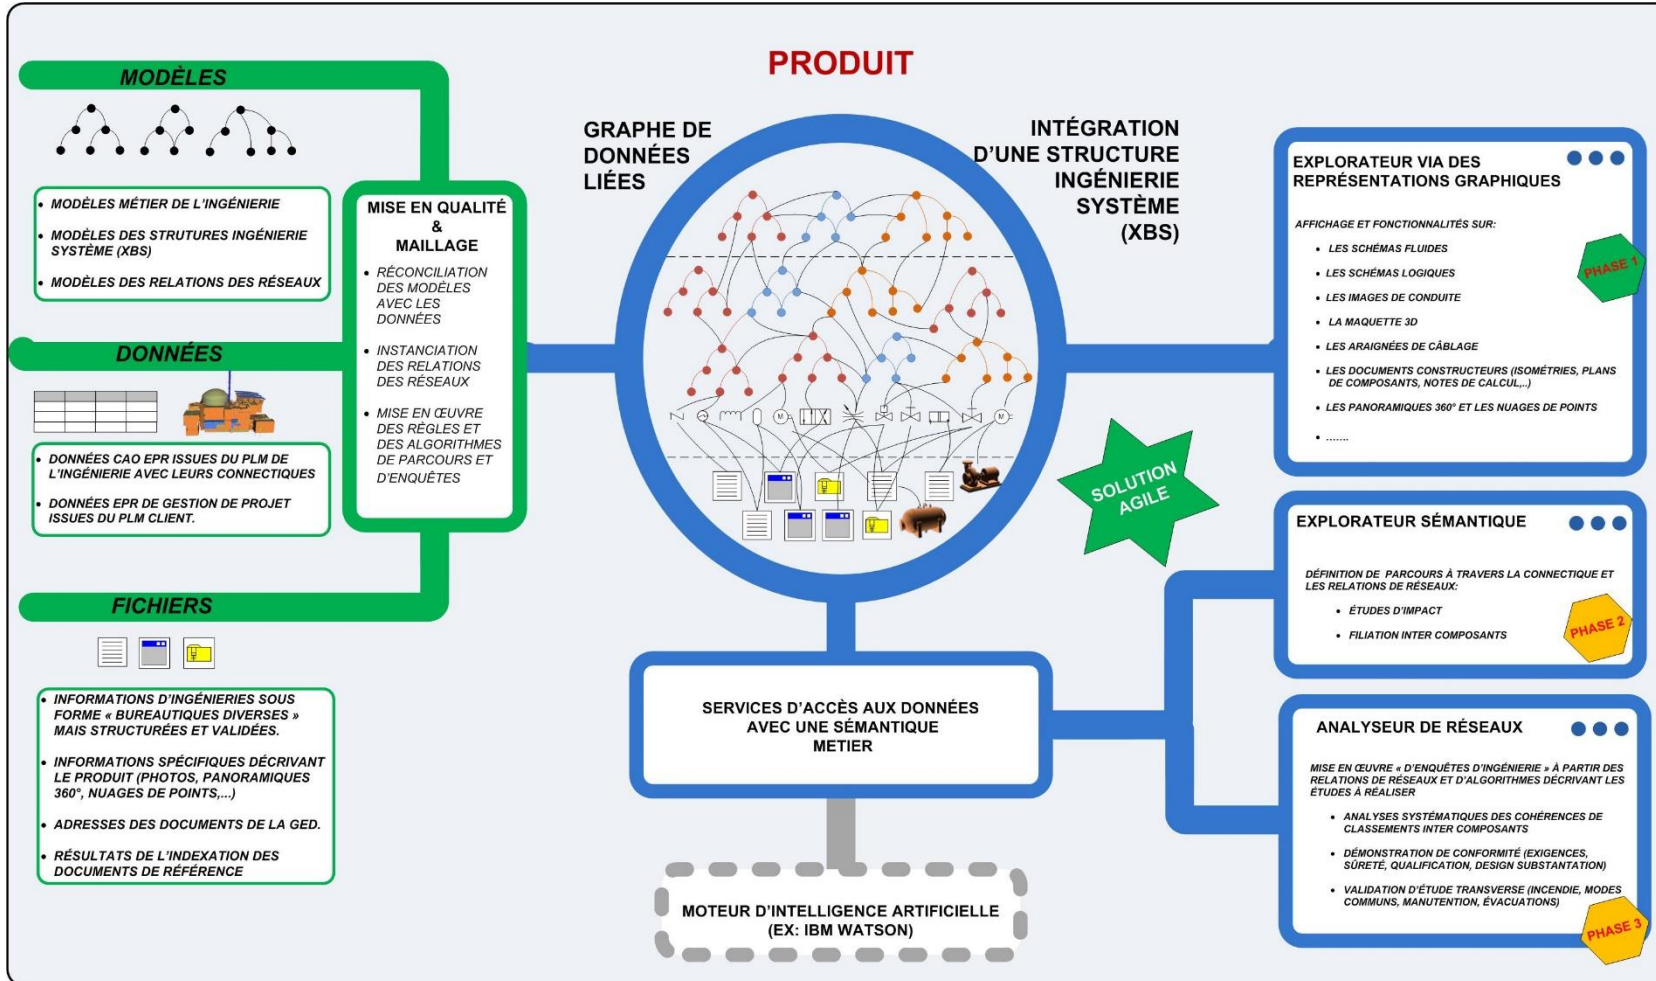 PRODUIT
MODÈLES
• MODÈLES MÉTIER DE L'INGÉNIERIE
• MODÈLES DES STRUTURES INGÉNIERIE
SYSTÈME (XBS)
• MODÈLES DES RELATIONS DES RÉSEAUX
DONNÉES
• DONNÉES CAO EPR ISSUES DU PLM DE
L'INGÉNIERIE AVEC LEURS CONNECTIQUES
• DONNÉES EPR DE GESTION DE PROJET
ISSUES DU PLM CLIENT.
FICHIERS
• INFORMATIONS D'INGÉNIERIES SOUS
FORME « BUREAUTIQUES DIVERSES »
MAIS STRUCTURÉES ET VALIDÉES.
• INFORMATIONS SPÉCIFIQUES DÉCRIVANT
LE PRODUIT (PHOTOS, PANORAMIQUES
360°, NUAGES DE POINTS,...)
• ADRESSES DES DOCUMENTS DE LA GED.
• RÉSULTATS DE L'INDEXATION DES
DOCUMENTS DE RÉFÉRENCE
MISE EN QUALITÉ
&
MAILLAGE
• RÉCONCILIATION
DES MODÈLES
AVEC LES
DONNÉES
• INSTANCIATION
DES RELATIONS
DES RÉSEAUX
• MISE EN ŒUVRE
DES RÈGLES ET
DES ALGORITHMES
DE PARCOURS ET
D'ENQUÊTES
GRAPHE DE
DONNÉES
LIÉES
INTÉGRATION
D'UNE STRUCTURE
INGÉNIERIE
SYSTÈME
(XBS)
M
M
SOLUTION
AGILE
SERVICES D'ACCÈS AUX DONNÉES
AVEC UNE SÉMANTIQUE
METIER
MOTEUR D'INTELLIGENCE ARTIFICIELLE
(EX: IBM WATSON)
EXPLORATEUR VIA DES
REPRÉSENTATIONS GRAPHIQUES
AFFICHAGE ET FONCTIONNALITÉS SUR:
• LES SCHÉMAS FLUIDES
• LES SCHÉMAS LOGIQUES
• LES IMAGES DE CONDUITE
• LA MAQUETTE 3D
• LES ARAIGNÉES DE CÂBLAGE
• LES DOCUMENTS CONSTRUCTEURS (ISOMÉTRIES, PLANS
DE COMPOSANTS, NOTES DE CALCUL,..)
• LES PANORAMIQUES 360° ET LES NUAGES DE POINTS
• .......
PHASE 1
EXPLORATEUR SÉMANTIQUE
DÉFINITION DE PARCOURS À TRAVERS LA CONNECTIQUE ET
LES RELATIONS DE RÉSEAUX:
• ÉTUDES D'IMPACT
• FILIATION INTER COMPOSANTS
PHASE 2
ANALYSEUR DE RÉSEAUX
MISE EN ŒUVRE « D'ENQUÊTES D'INGÉNIERIE » À PARTIR DES
RELATIONS DE RÉSEAUX ET D'ALGORITHMES DÉCRIVANT LES
ÉTUDES À RÉALISER
• ANALYSES SYSTÉMATIQUES DES COHÉRENCES DE
CLASSEMENTS INTER COMPOSANTS
• DÉMONSTRATION DE CONFORMITÉ (EXIGENCES,
SÛRETÉ, QUALIFICATION, DESIGN SUBSTANTATION)
• VALIDATION D'ÉTUDE TRANSVERSE (INCENDIE, MODES
COMMUNS, MANUTENTION, ÉVACUATIONS)
PHASE 3